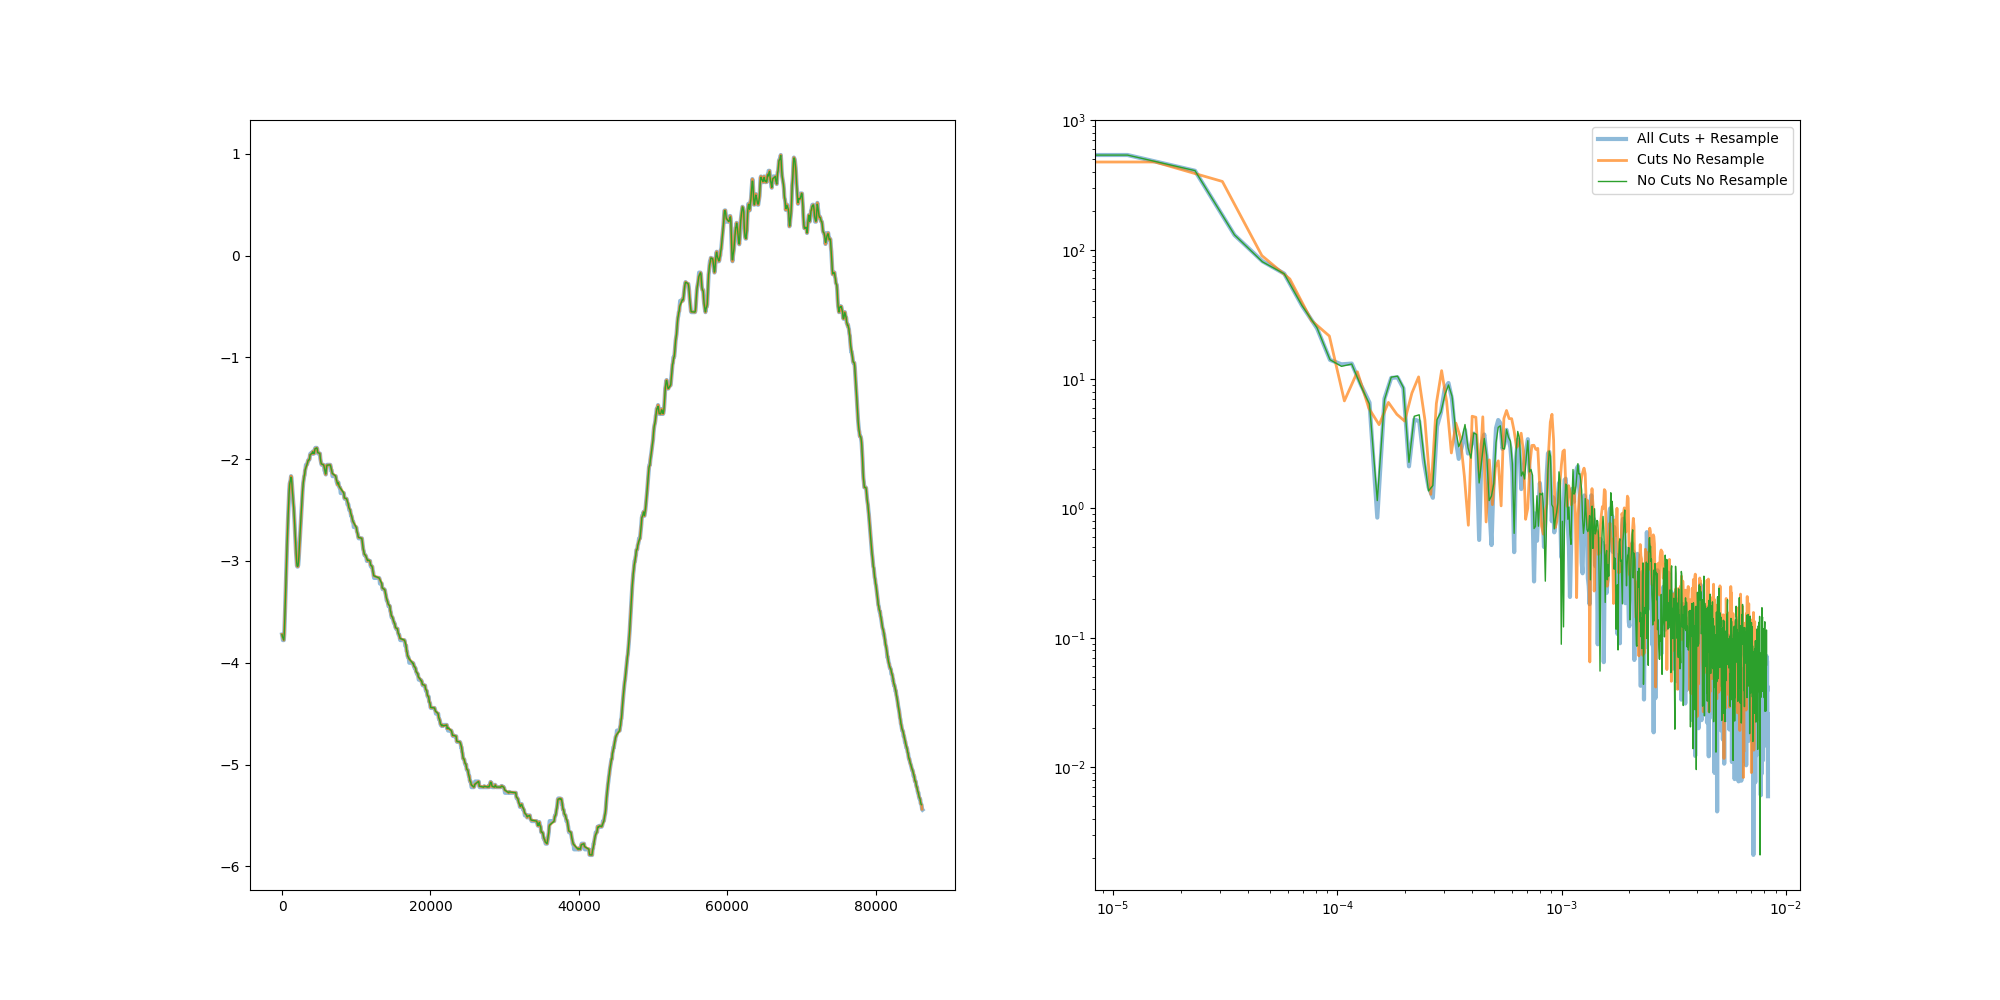 1
0
−1
−2
−3
−4
−5
−6
0 20000 40000 60000 80000
10³
10²
10¹
10⁰
10⁻¹
10⁻²
10⁻⁵ 10⁻⁴ 10⁻³ 10⁻²
All Cuts + Resample
Cuts No Resample
No Cuts No Resample